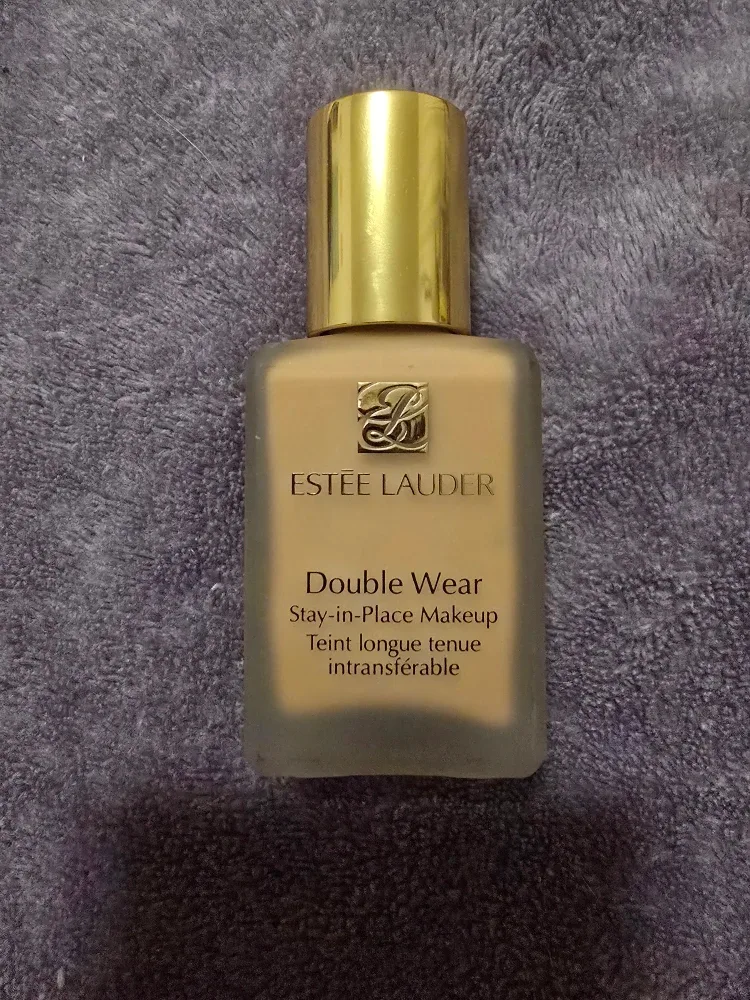 ESTĒE LAUDER
Double Wear
Stay-in-Place Makeup
Teint longue tenue
intransférable